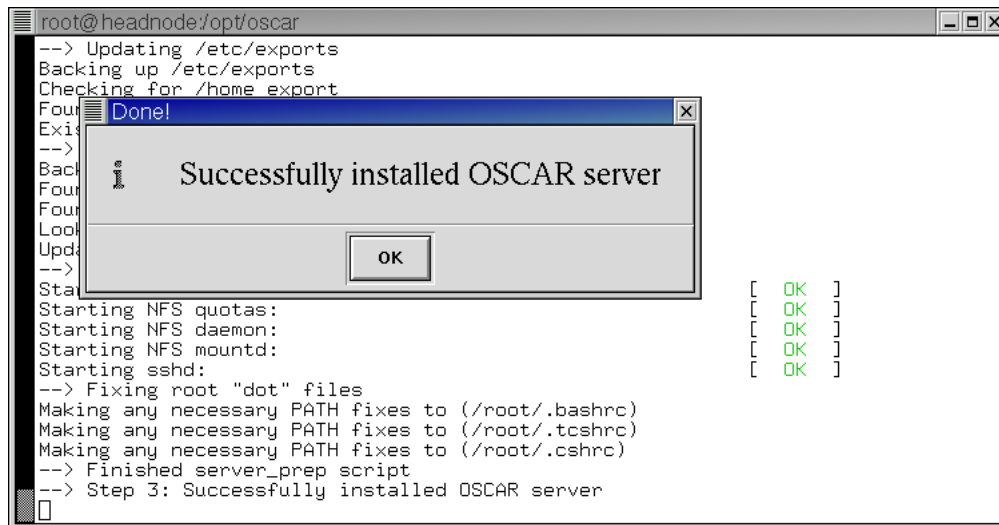 root@headnode:/opt/oscar
--> Updating /etc/exports
Backing up /etc/exports
Checking for /home export
Done!
-->
Successfully installed OSCAR server
OK
-->
[ OK ]
Starting NFS quotas: [ OK ]
Starting NFS daemon: [ OK ]
Starting NFS mountd: [ OK ]
Starting sshd: [ OK ]
--> Fixing root "dot" files
Making any necessary PATH fixes to (/root/.bashrc)
Making any necessary PATH fixes to (/root/.tcshrc)
Making any necessary PATH fixes to (/root/.cshrc)
--> Finished server_prep script
--> Step 3: Successfully installed OSCAR server